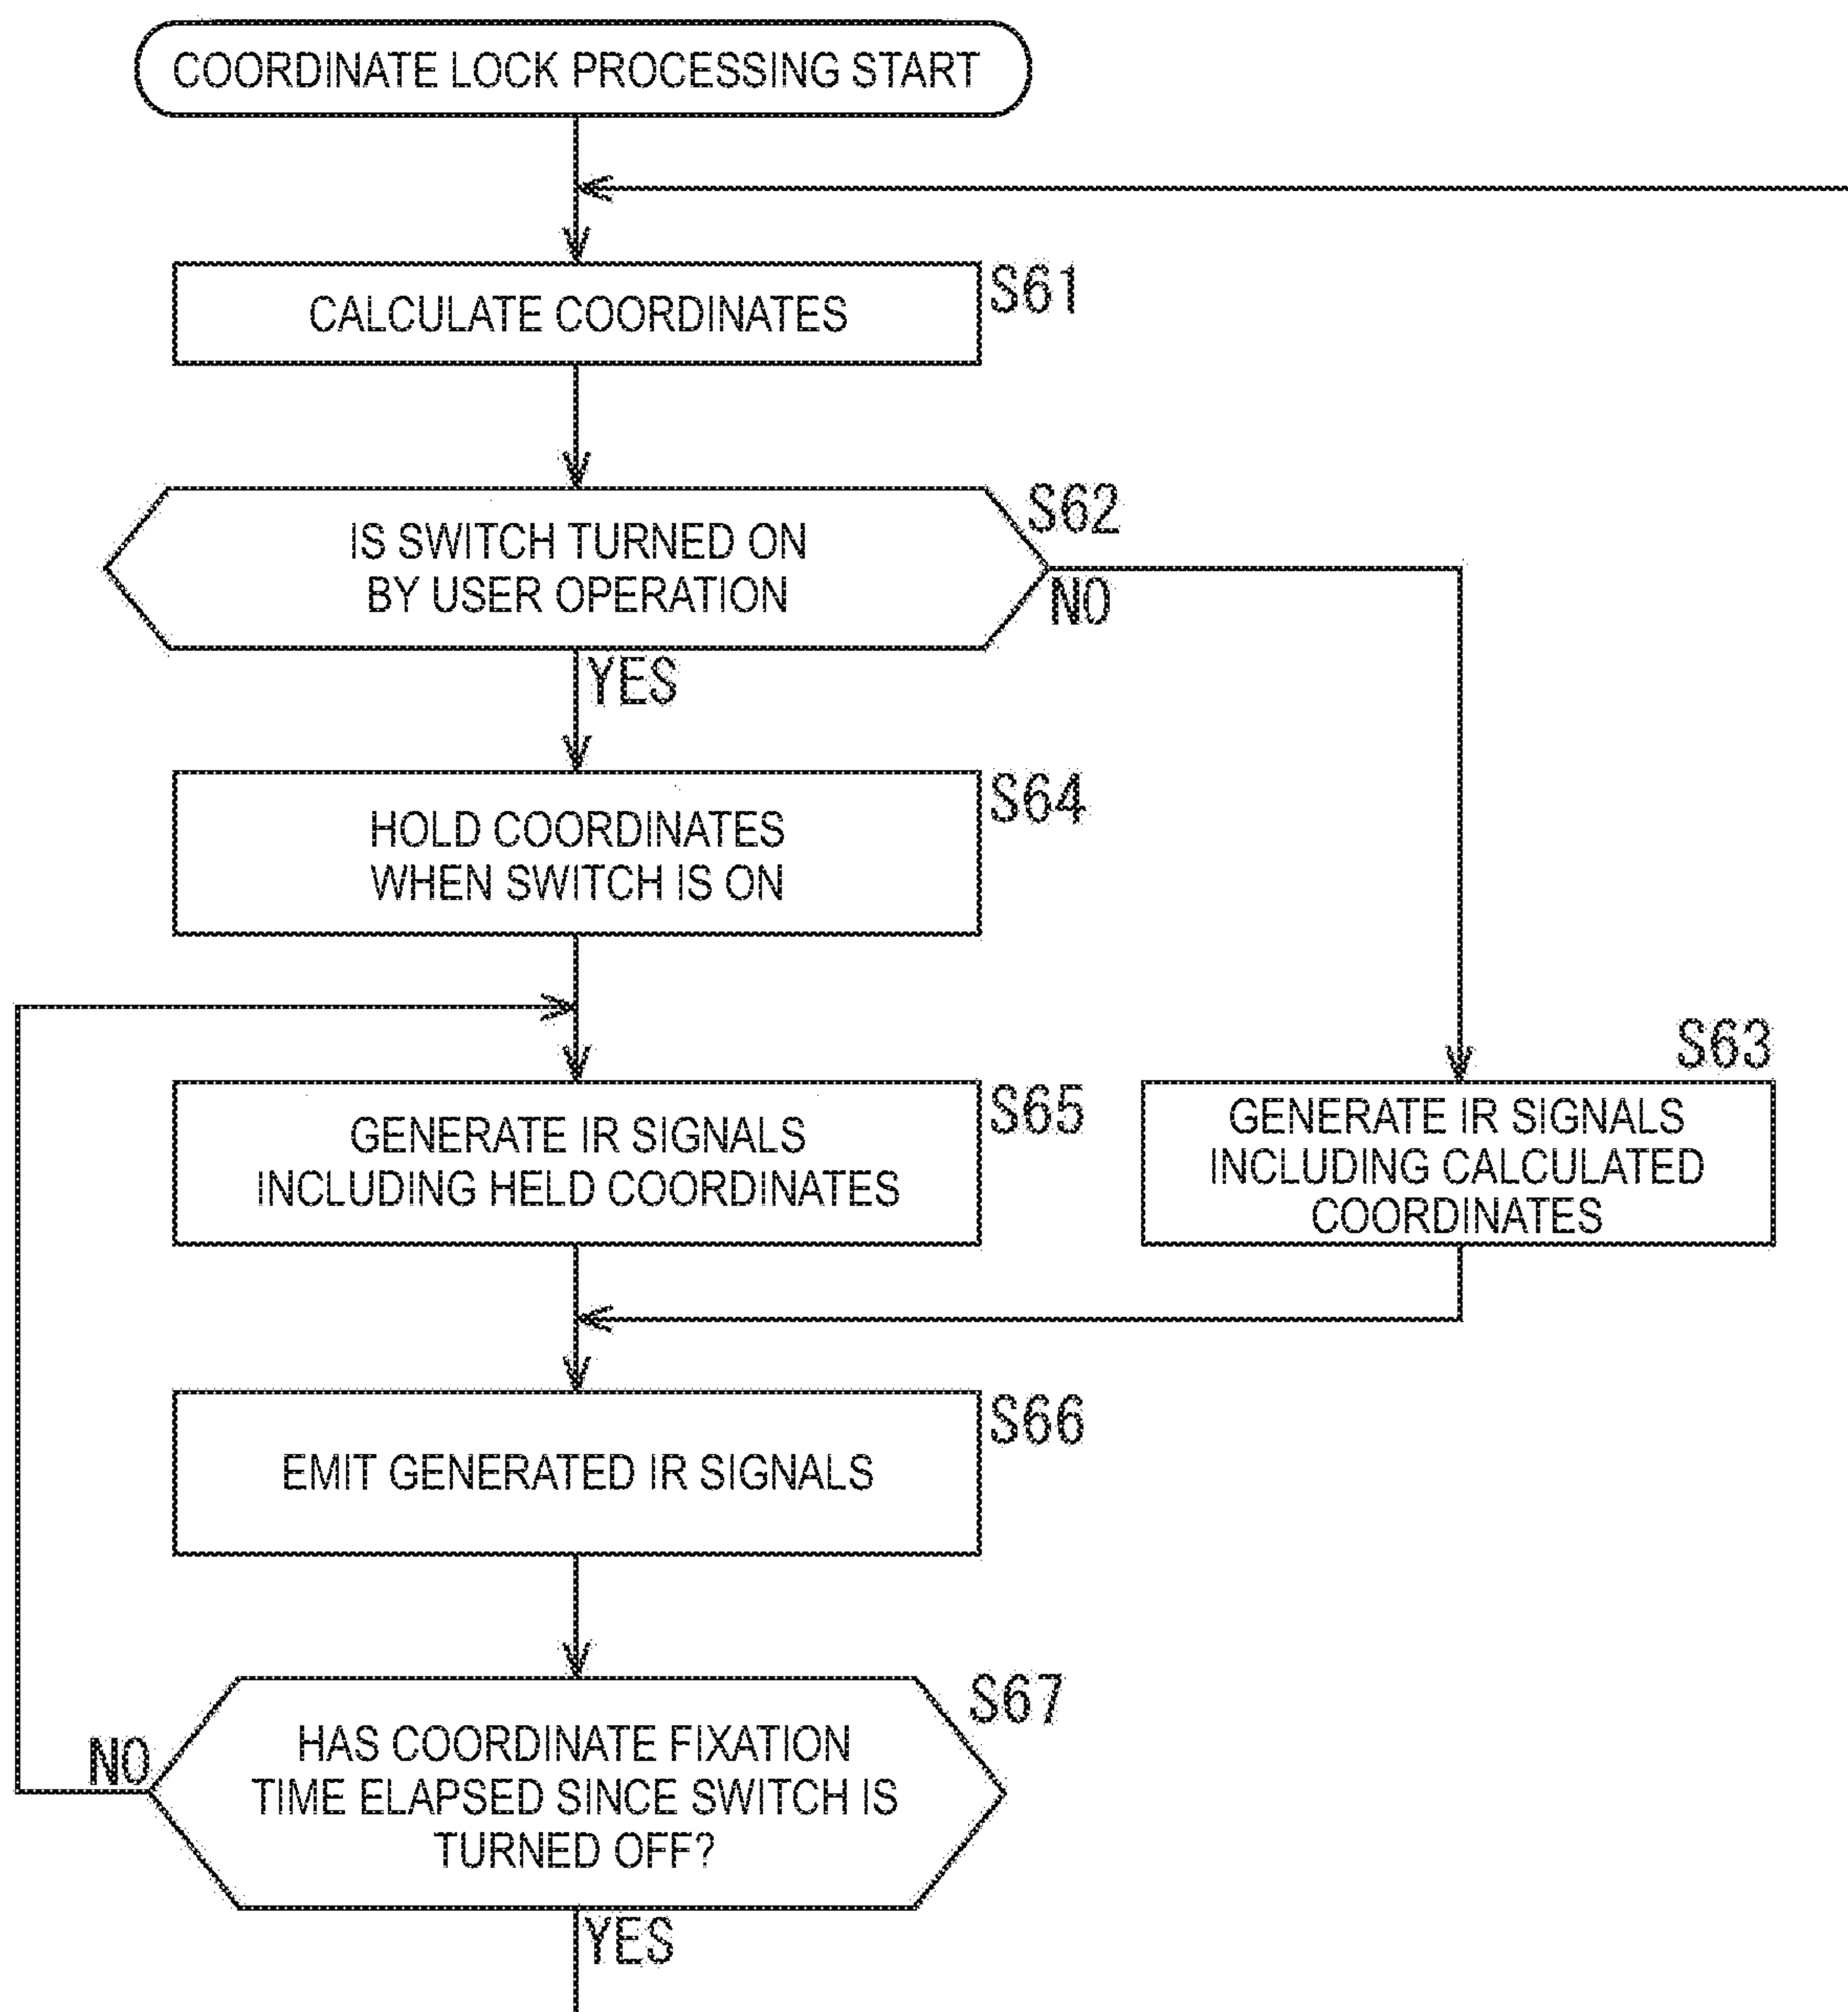 COORDINATE LOCK PROCESSING START
CALCULATE COORDINATES
S61
IS SWITCH TURNED ON
BY USER OPERATION
S62
NO
YES
HOLD COORDINATES
WHEN SWITCH IS ON
S64
GENERATE IR SIGNALS
INCLUDING HELD COORDINATES
S65
S63
GENERATE IR SIGNALS
INCLUDING CALCULATED
COORDINATES
EMIT GENERATED IR SIGNALS
S66
HAS COORDINATE FIXATION
TIME ELAPSED SINCE SWITCH IS
TURNED OFF?
S67
NO
YES